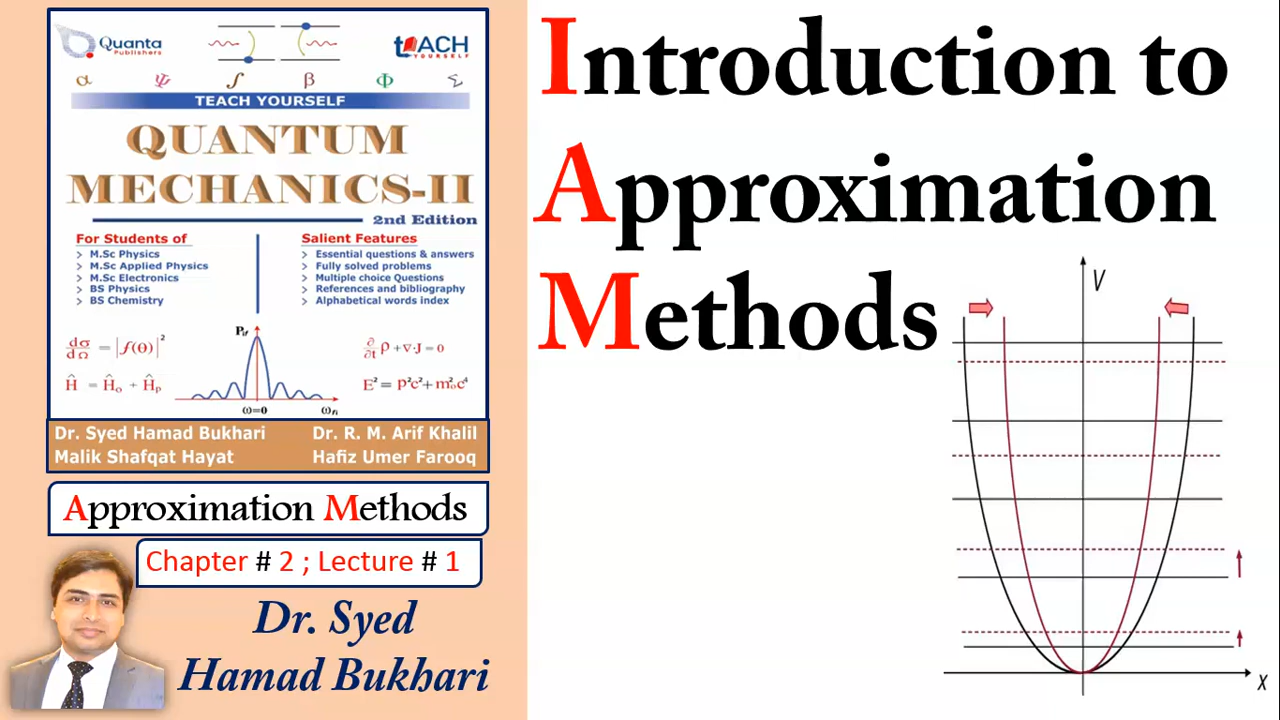 Quanta
Publishers
tEACH
YOURSELF
α Ψ ∫ β Φ Σ
TEACH YOURSELF
QUANTUM
MECHANICS-II
2nd Edition
For Students of
M.Sc Physics
M.Sc Applied Physics
M.Sc Electronics
BS Physics
BS Chemistry
Salient Features
Essential questions & answers
Fully solved problems
Multiple choice Questions
References and bibliography
Alphabetical words index
dσ/dΩ = |f(θ)|²
Ĥ = Ĥₒ + Ĥₚ
Pif
ω=0
ωfi
∂/∂t ρ + ∇·J = 0
E² = p²c² + m²ₒc⁴
Dr. Syed Hamad Bukhari
Dr. R. M. Arif Khalil
Malik Shafqat Hayat
Hafiz Umer Farooq
Approximation Methods
Chapter # 2 ; Lecture # 1
Dr. Syed
Hamad Bukhari
Introduction to
Approximation
Methods
V
X